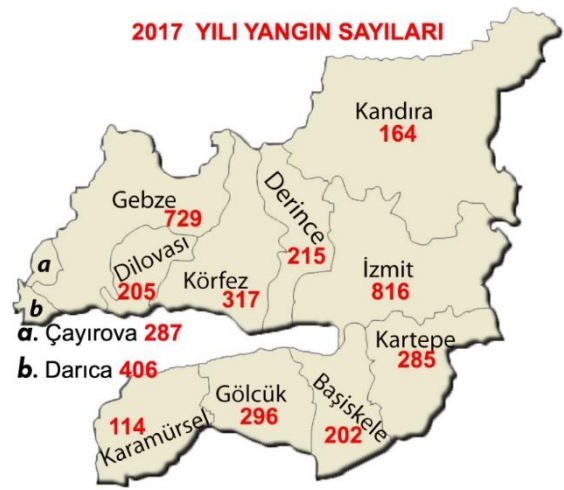 2017 YILI YANGIN SAYILARI
Kandıra
164
Gebze
729
Derince
215
Dilovası
205
Körfez
317
İzmit
816
a
b
a. Çayırova 287
b. Darıca 406
Kartepe
285
Gölcük
296
Başiskele
202
114
Karamürsel